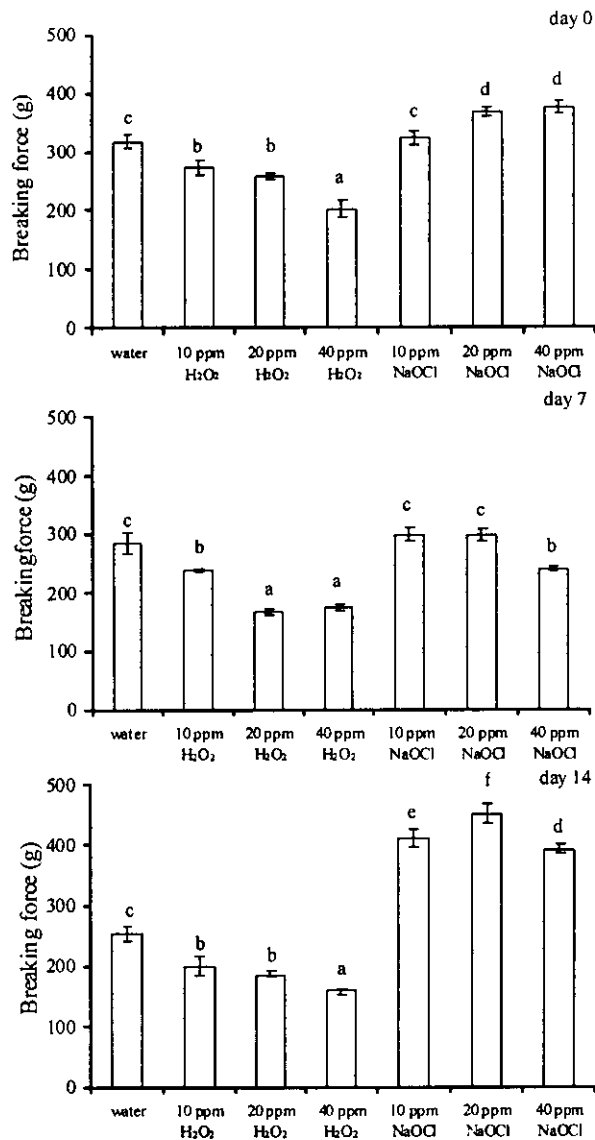 day 0
Breaking force (g)
500
400
300
200
100
0
c
b
b
a
c
d
d
water
10 ppm
H₂O₂
20 ppm
H₂O₂
40 ppm
H₂O₂
10 ppm
NaOCl
20 ppm
NaOCl
40 ppm
NaOCl
day 7
Breakingforce (g)
500
400
300
200
100
0
c
b
a
a
c
c
b
water
10 ppm
H₂O₂
20 ppm
H₂O₂
40 ppm
H₂O₂
10 ppm
NaOCl
20 ppm
NaOCl
40 ppm
NaOCl
day 14
Breaking force (g)
500
400
300
200
100
0
c
b
b
a
e
f
d
water
10 ppm
H₂O₂
20 ppm
H₂O₂
40 ppm
H₂O₂
10 ppm
NaOCl
20 ppm
NaOCl
40 ppm
NaOCl